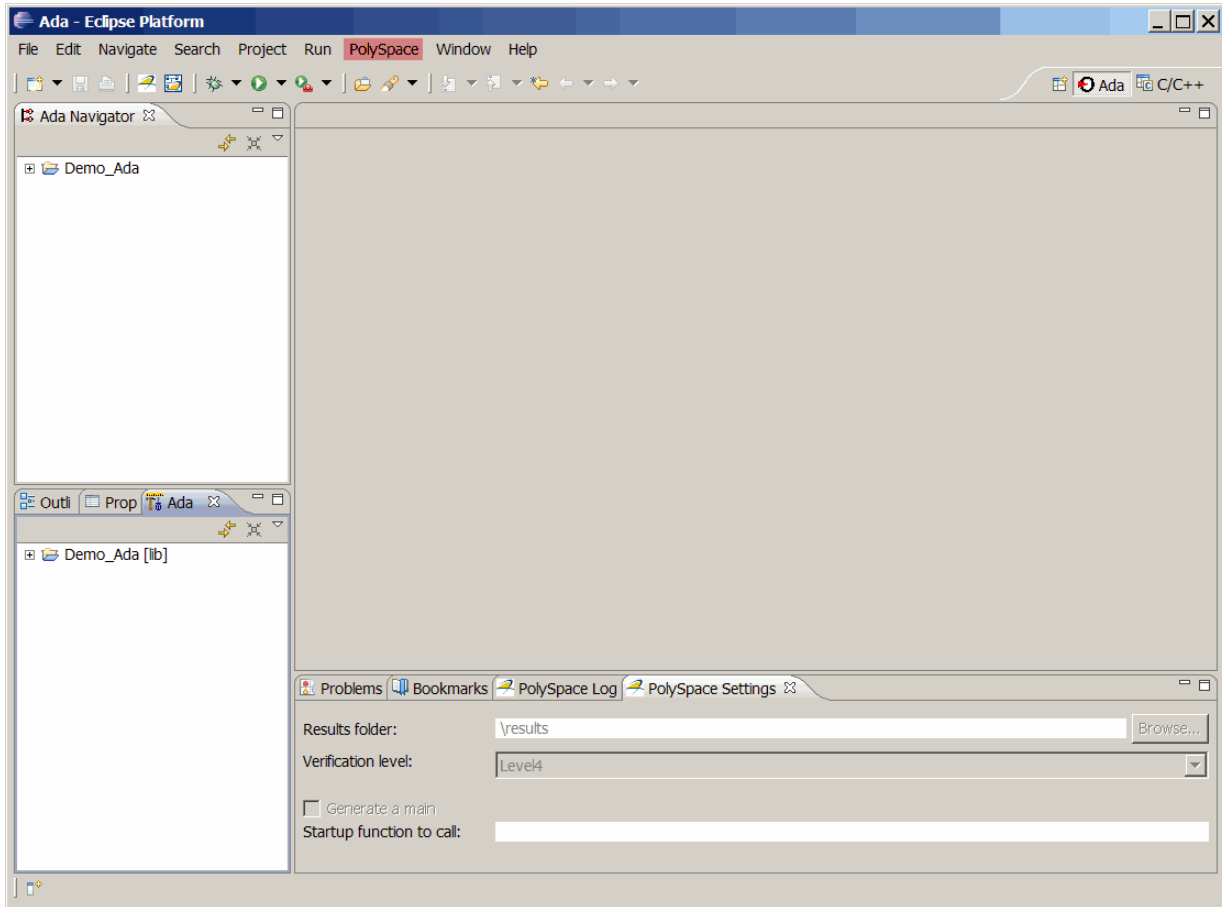 Ada - Eclipse Platform
File Edit Navigate Search Project Run PolySpace Window Help
Ada C/C++
Ada Navigator
Demo_Ada
Outli Prop Ada
Demo_Ada [lib]
Problems Bookmarks PolySpace Log PolySpace Settings
Results folder: \results Browse...
Verification level: Level4
Generate a main
Startup function to call: